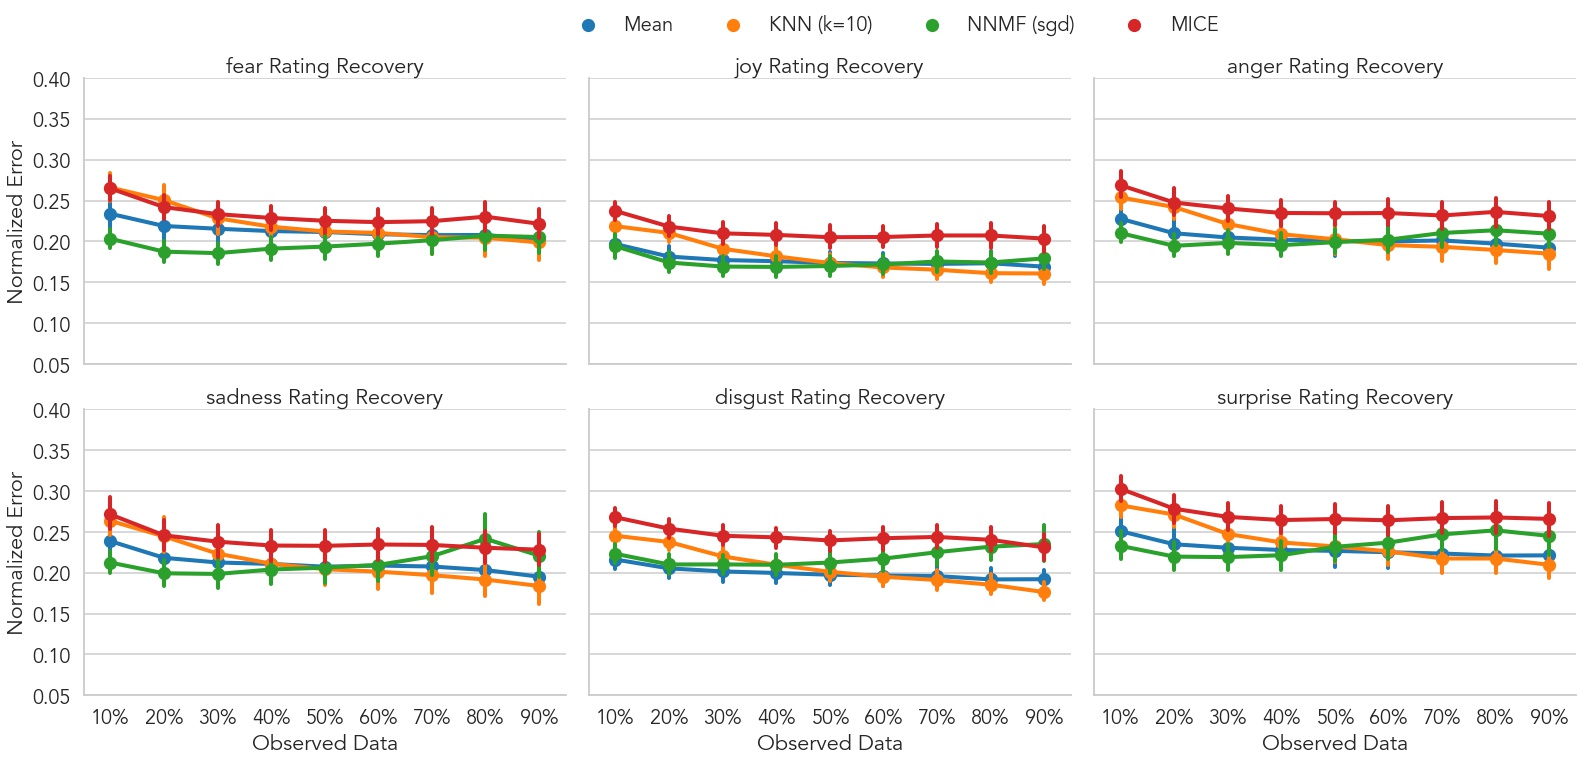 Mean KNN (k=10) NNMF (sgd) MICE
fear Rating Recovery joy Rating Recovery anger Rating Recovery
0.40
0.35
0.30
0.25
0.20
0.15
0.10
0.05
Normalized Error
sadness Rating Recovery disgust Rating Recovery surprise Rating Recovery
0.40
0.35
0.30
0.25
0.20
0.15
0.10
0.05
Normalized Error
10% 20% 30% 40% 50% 60% 70% 80% 90% 10% 20% 30% 40% 50% 60% 70% 80% 90% 10% 20% 30% 40% 50% 60% 70% 80% 90%
Observed Data Observed Data Observed Data